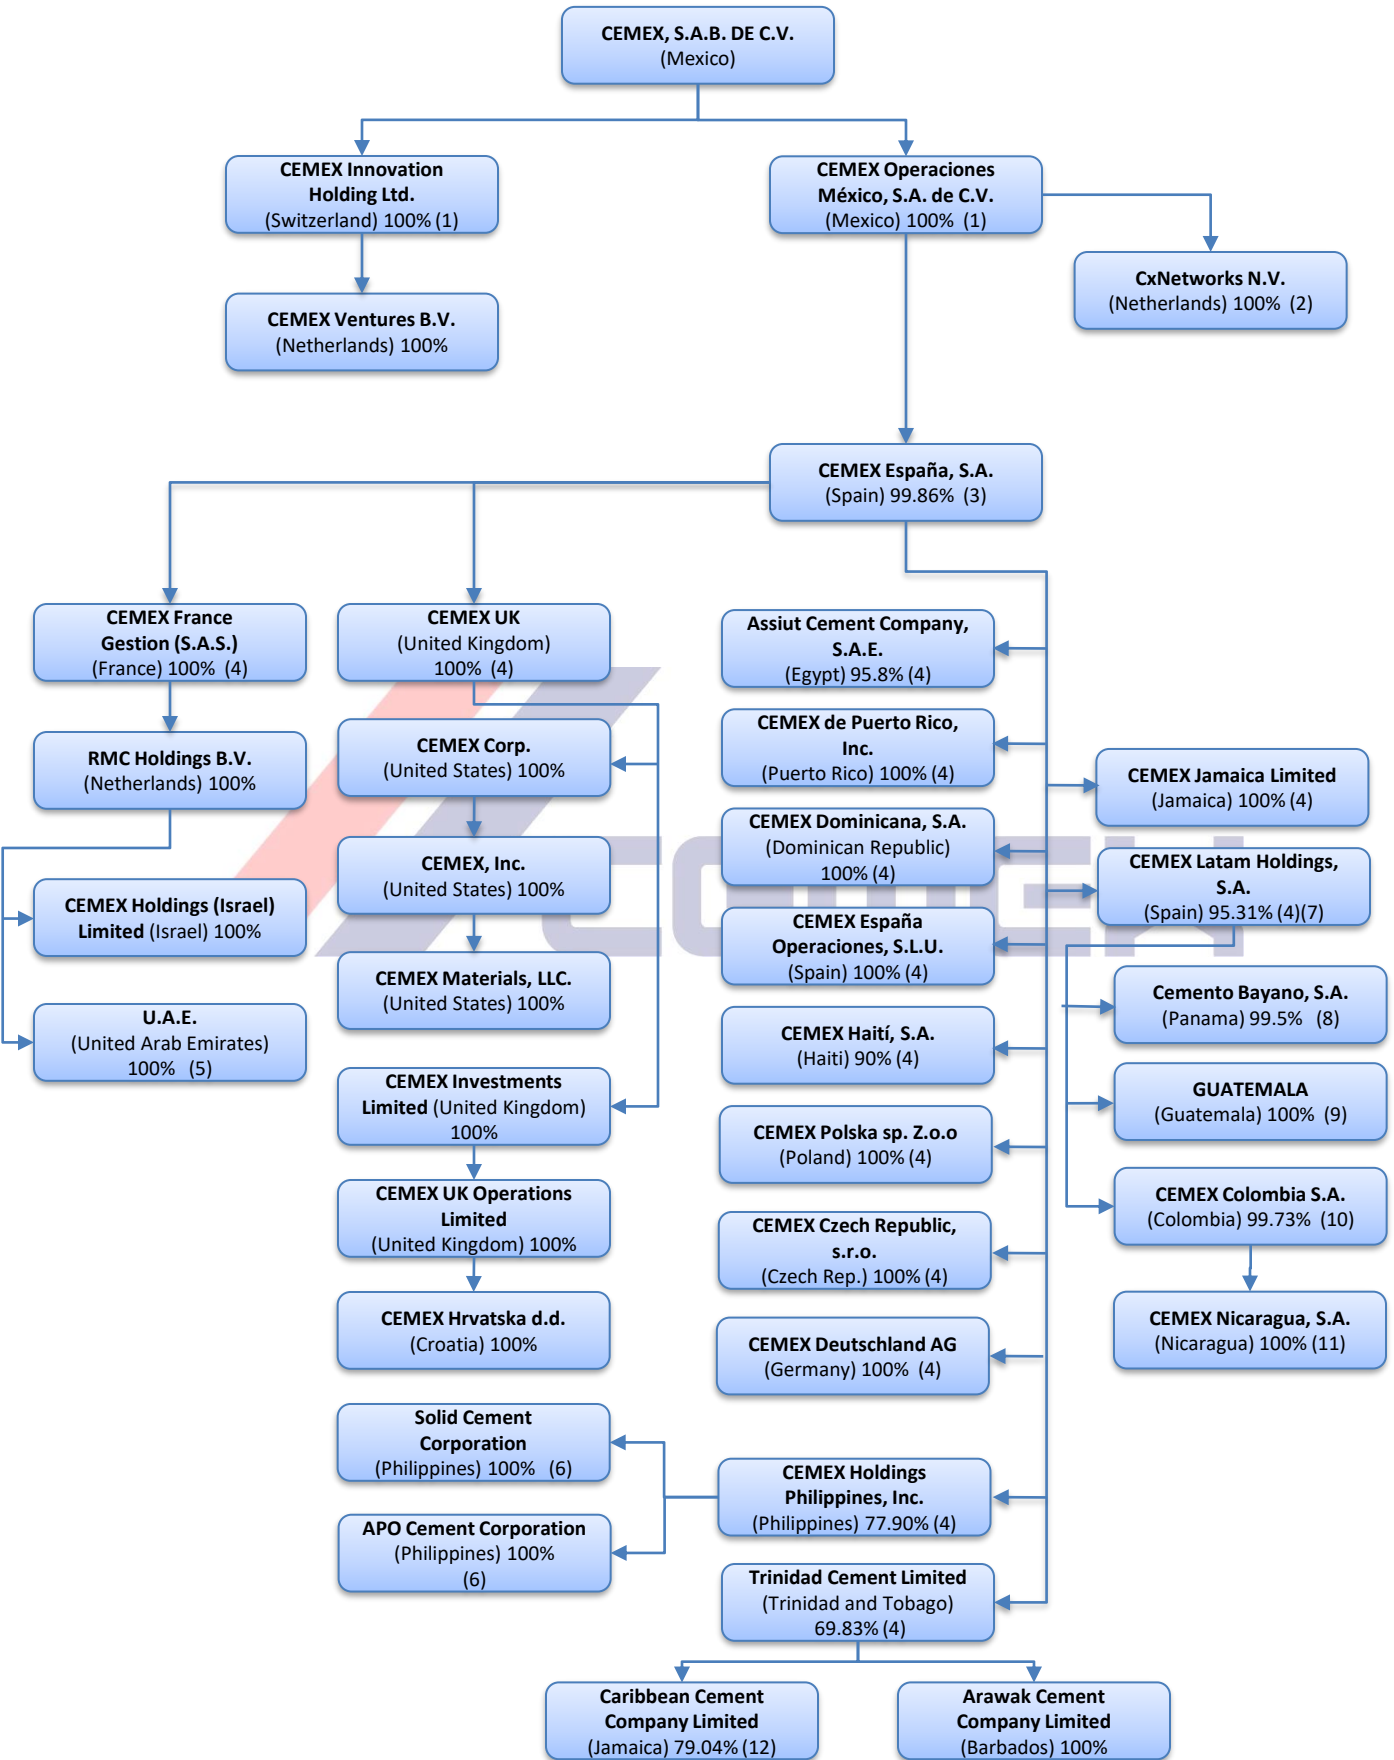 CEMEX, S.A.B. DE C.V.
(Mexico)
CEMEX Innovation
Holding Ltd.
(Switzerland) 100% (1)
CEMEX Operaciones
México, S.A. de C.V.
(Mexico) 100% (1)
CxNetworks N.V.
(Netherlands) 100% (2)
CEMEX Ventures B.V.
(Netherlands) 100%
CEMEX España, S.A.
(Spain) 99.86% (3)
CEMEX France
Gestion (S.A.S.)
(France) 100% (4)
RMC Holdings B.V.
(Netherlands) 100%
CEMEX Holdings (Israel)
Limited (Israel) 100%
U.A.E.
(United Arab Emirates)
100% (5)
CEMEX UK
(United Kingdom)
100% (4)
CEMEX Corp.
(United States) 100%
CEMEX, Inc.
(United States) 100%
CEMEX Materials, LLC.
(United States) 100%
CEMEX Investments
Limited (United Kingdom)
100%
CEMEX UK Operations
Limited
(United Kingdom) 100%
CEMEX Hrvatska d.d.
(Croatia) 100%
Solid Cement
Corporation
(Philippines) 100% (6)
APO Cement Corporation
(Philippines) 100%
(6)
Assiut Cement Company,
S.A.E.
(Egypt) 95.8% (4)
CEMEX de Puerto Rico,
Inc.
(Puerto Rico) 100% (4)
CEMEX Dominicana, S.A.
(Dominican Republic)
100% (4)
CEMEX España
Operaciones, S.L.U.
(Spain) 100% (4)
CEMEX Haití, S.A.
(Haiti) 90% (4)
CEMEX Polska sp. Z.o.o
(Poland) 100% (4)
CEMEX Czech Republic,
s.r.o.
(Czech Rep.) 100% (4)
CEMEX Deutschland AG
(Germany) 100% (4)
CEMEX Holdings
Philippines, Inc.
(Philippines) 77.90% (4)
Trinidad Cement Limited
(Trinidad and Tobago)
69.83% (4)
Caribbean Cement
Company Limited
(Jamaica) 79.04% (12)
Arawak Cement
Company Limited
(Barbados) 100%
CEMEX Jamaica Limited
(Jamaica) 100% (4)
CEMEX Latam Holdings,
S.A.
(Spain) 95.31% (4)(7)
Cemento Bayano, S.A.
(Panama) 99.5% (8)
GUATEMALA
(Guatemala) 100% (9)
CEMEX Colombia S.A.
(Colombia) 99.73% (10)
CEMEX Nicaragua, S.A.
(Nicaragua) 100% (11)
CEMEX